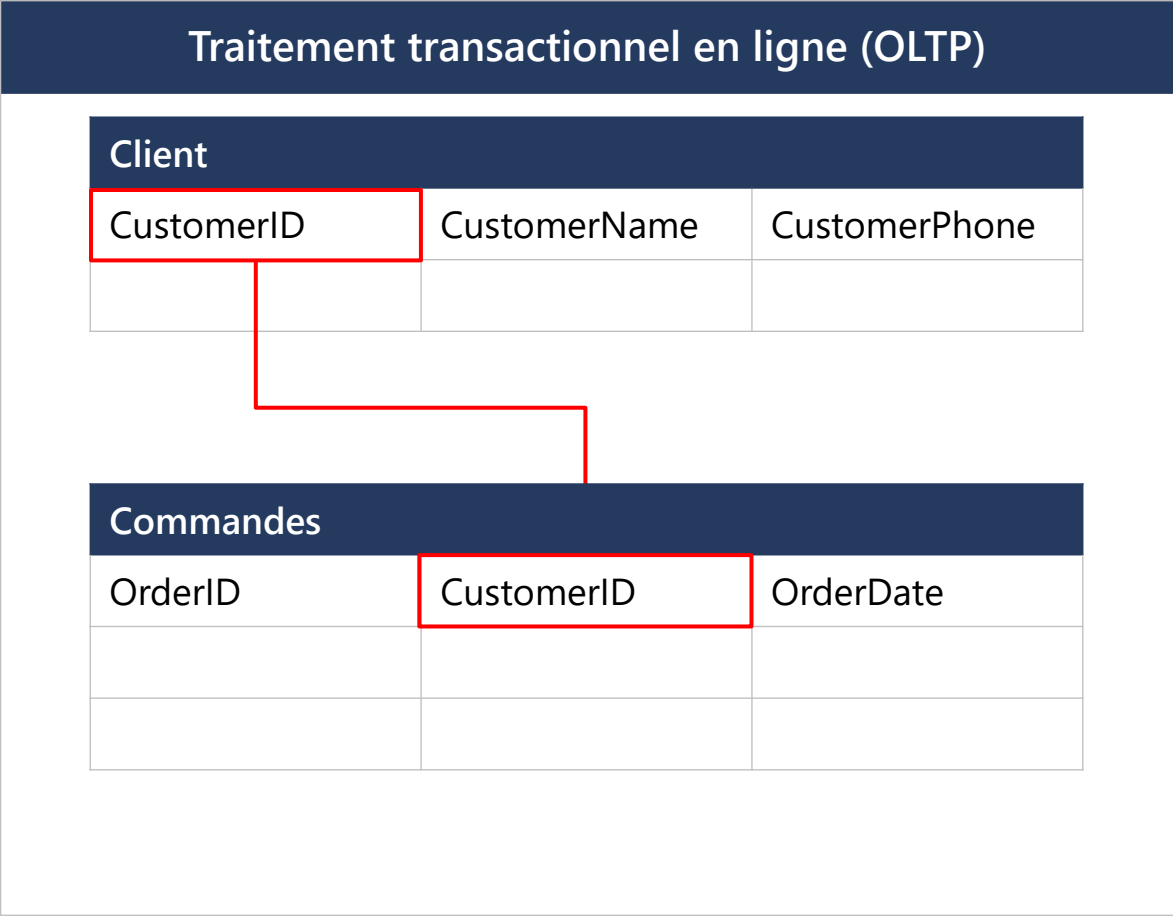 Traitement transactionnel en ligne (OLTP)
Client
CustomerID CustomerName CustomerPhone
Commandes
OrderID CustomerID OrderDate